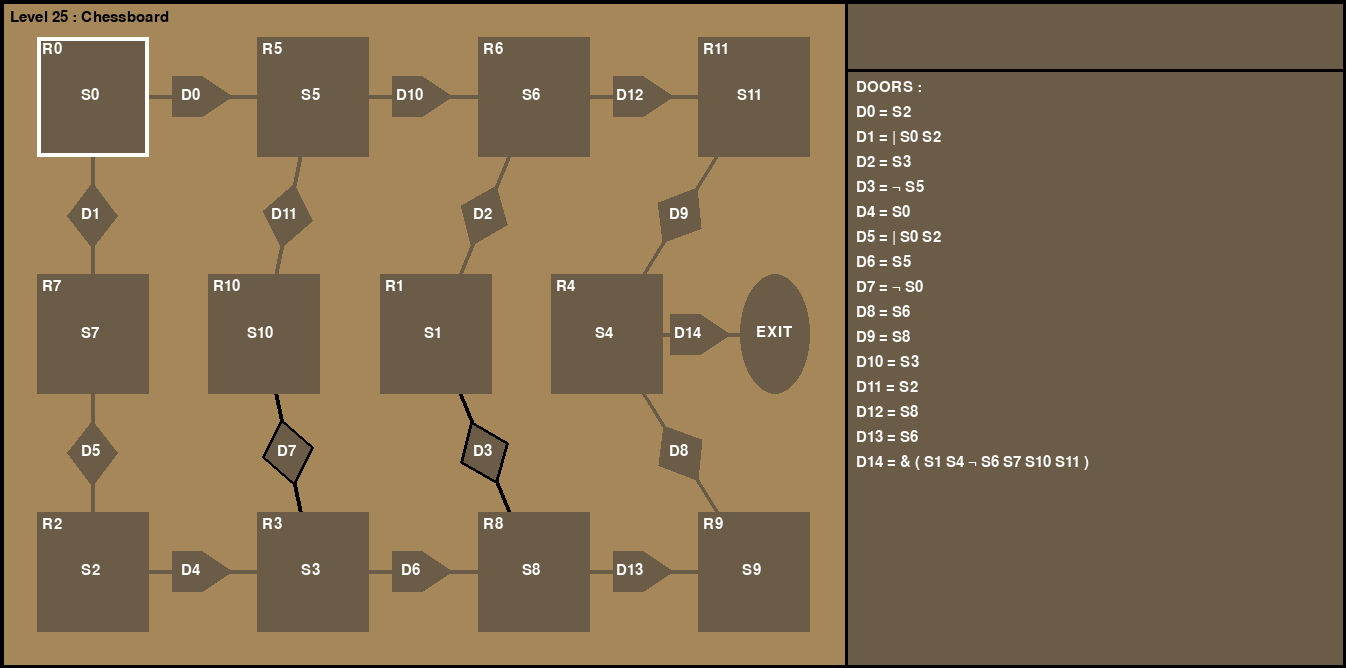 Level 25 : Chessboard
R0
S0
D0
R5
S5
D10
R6
S6
D12
R11
S11
D1
D11
D2
D9
R7
S7
R10
S10
R1
S1
R4
S4
D14
EXIT
D5
D7
D3
D8
R2
S2
D4
R3
S3
D6
R8
S8
D13
R9
S9
DOORS :
D0 = S2
D1 = | S0 S2
D2 = S3
D3 = ¬ S5
D4 = S0
D5 = | S0 S2
D6 = S5
D7 = ¬ S0
D8 = S6
D9 = S8
D10 = S3
D11 = S2
D12 = S8
D13 = S6
D14 = & ( S1 S4 ¬ S6 S7 S10 S11 )